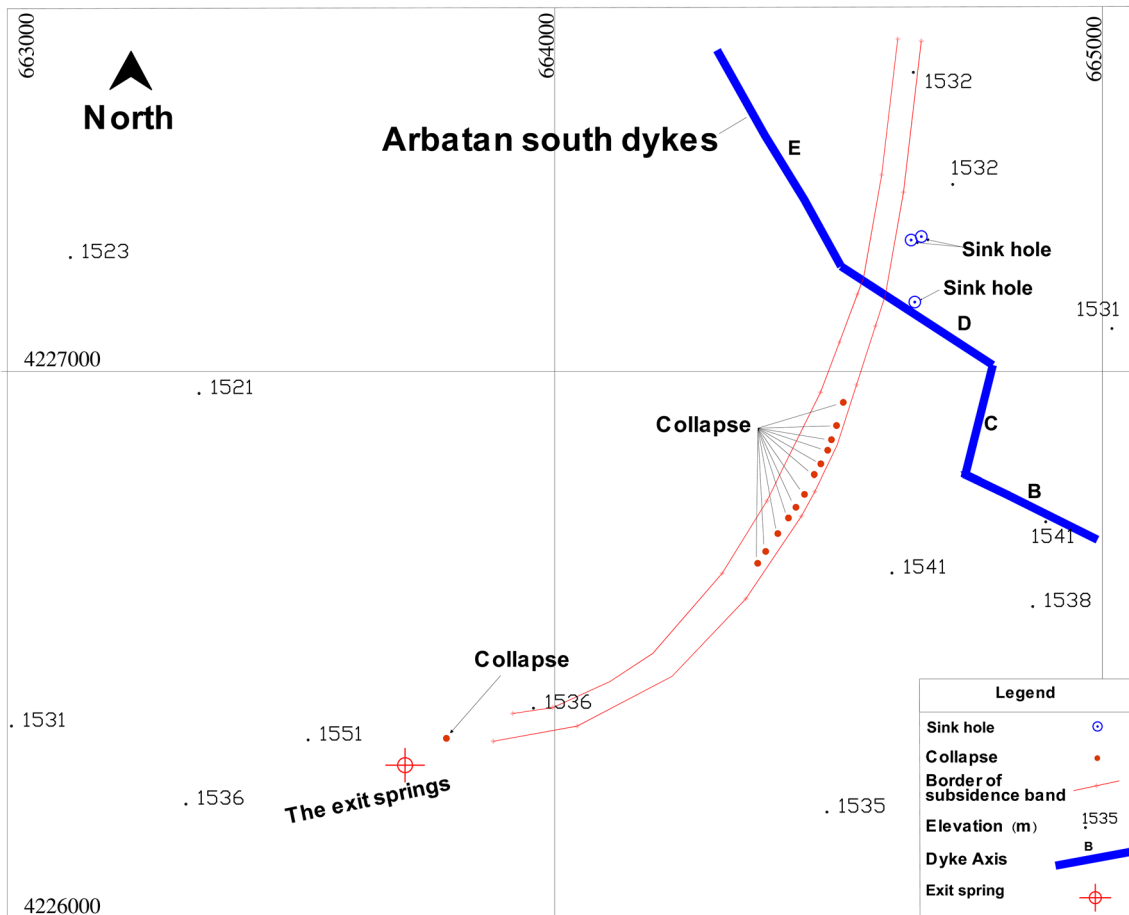 663000
664000
665000
North
1532
Arbatan south dykes
E
1532
1523
Sink hole
Sink hole
1531
D
4227000
1521
Collapse
C
B
1541
1541
1538
Collapse
1536
1531
1551
The exit springs
1536
1535
4226000
Legend
Sink hole
Collapse
Border of
subsidence band
Elevation (m)
1535
Dyke Axis
B
Exit spring